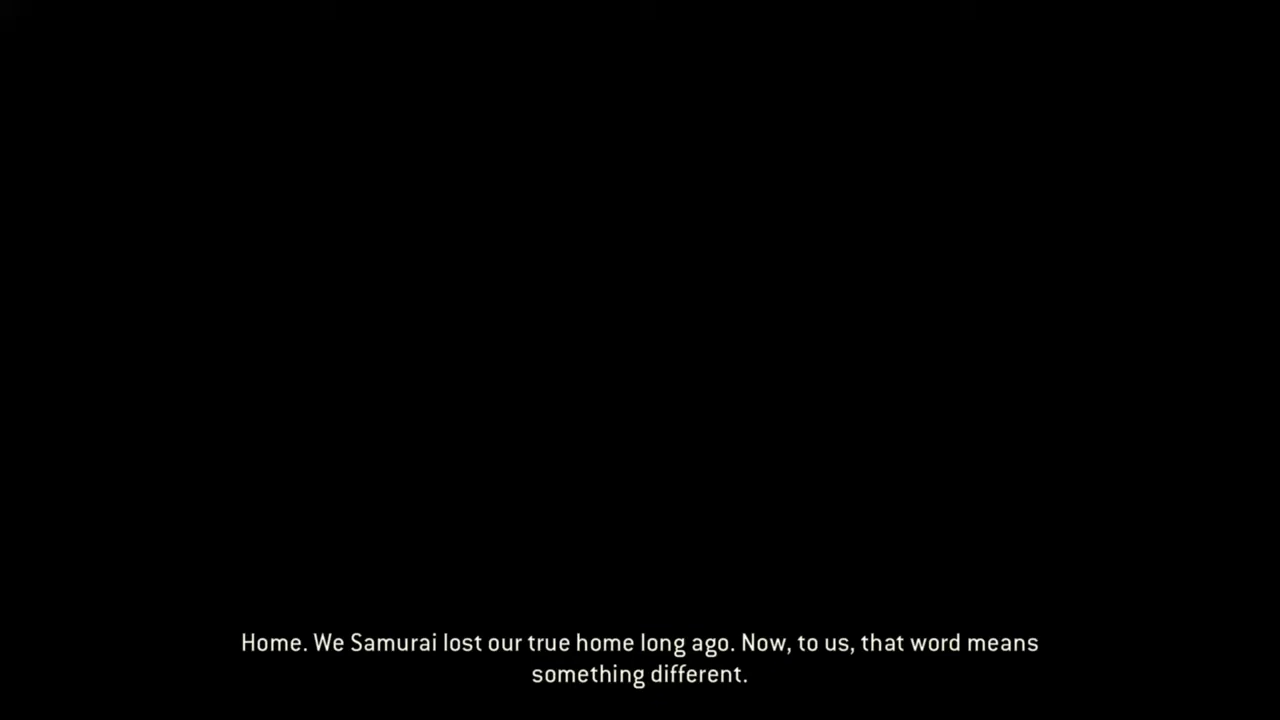 Home. We Samurai lost our true home long ago. Now, to us, that word means
something different.